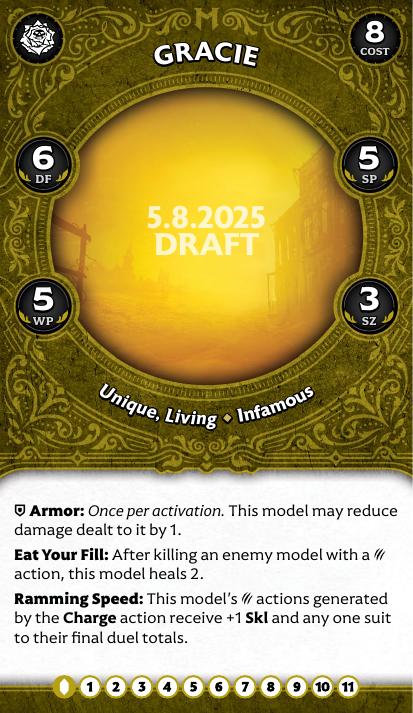 GRACIE
8
COST
6
DF
5
SP
5.8.2025
DRAFT
5
WP
3
SZ
Unique, Living ⬥ Infamous
Armor: Once per activation. This model may reduce
damage dealt to it by 1.
Eat Your Fill: After killing an enemy model with a
action, this model heals 2.
Ramming Speed: This model's actions generated
by the Charge action receive +1 Skl and any one suit
to their final duel totals.
1 2 3 4 5 6 7 8 9 10 11